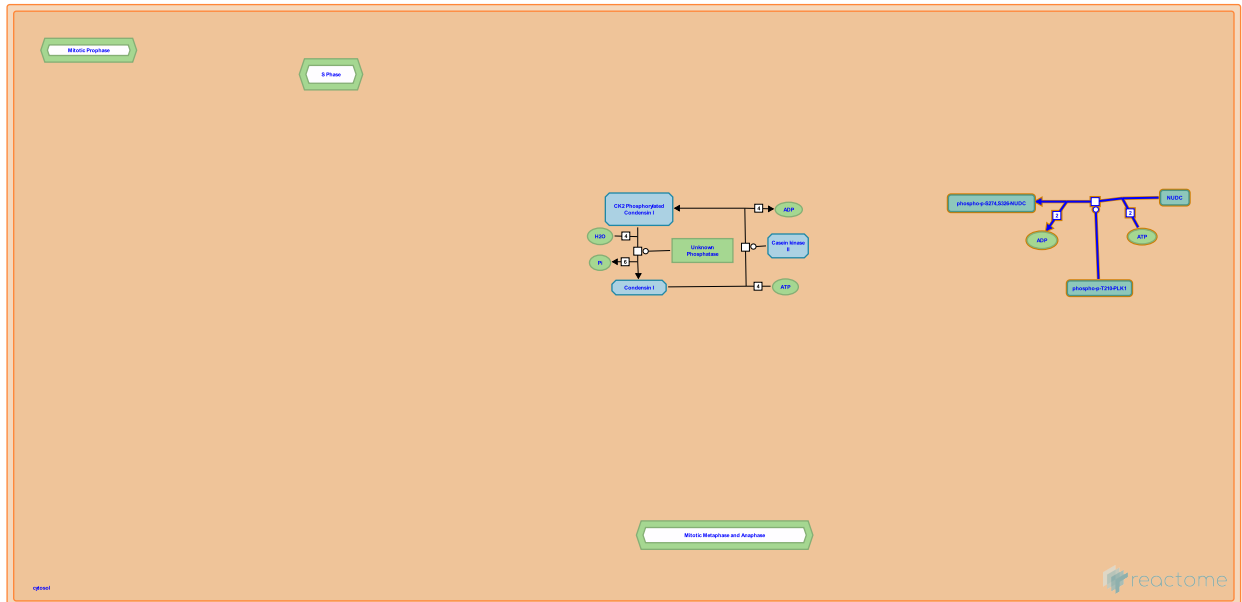 Mitotic Prophase
S Phase
CK2 Phosphorylated
Condensin I
4
ADP
H2O
4
Unknown
Phosphatase
Casein kinase
II
Pi
6
Condensin I
4
ATP
phospho-p-S274,S326-NUDC
NUDC
2
2
ADP
ATP
phospho-p-T210-PLK1
Mitotic Metaphase and Anaphase
cytosol
reactome